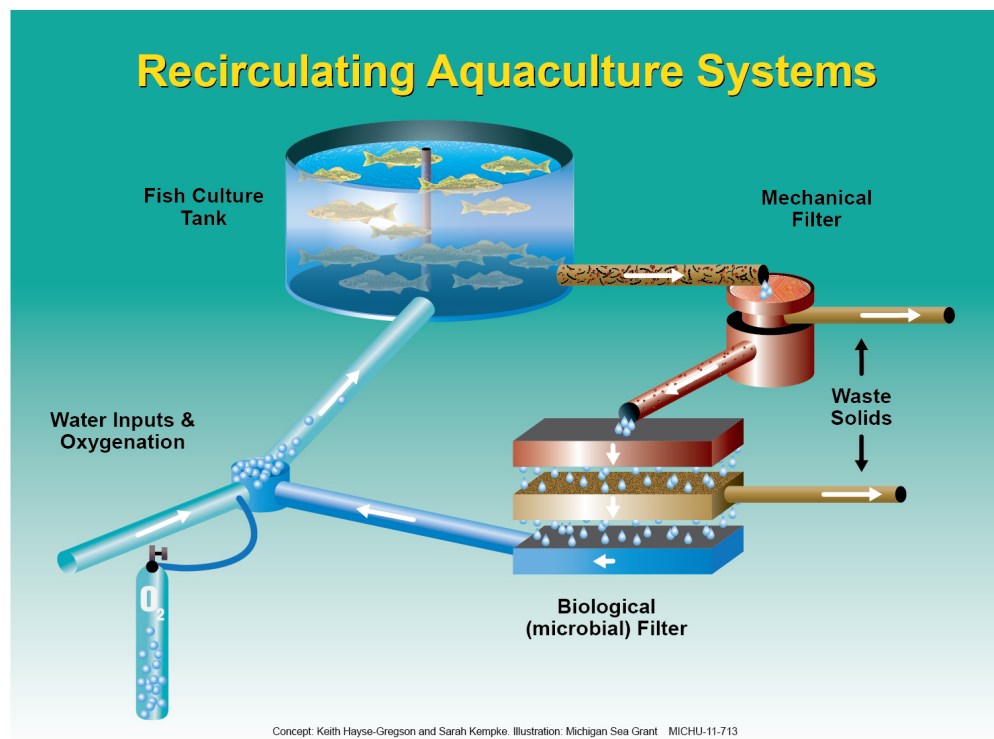 Recirculating Aquaculture Systems
Fish Culture
Tank
Mechanical
Filter
Waste
Solids
Water Inputs &
Oxygenation
O2
Biological
(microbial) Filter
Concept: Keith Hayse-Gregson and Sarah Kempke. Illustration: Michigan Sea Grant MICHU-11-713